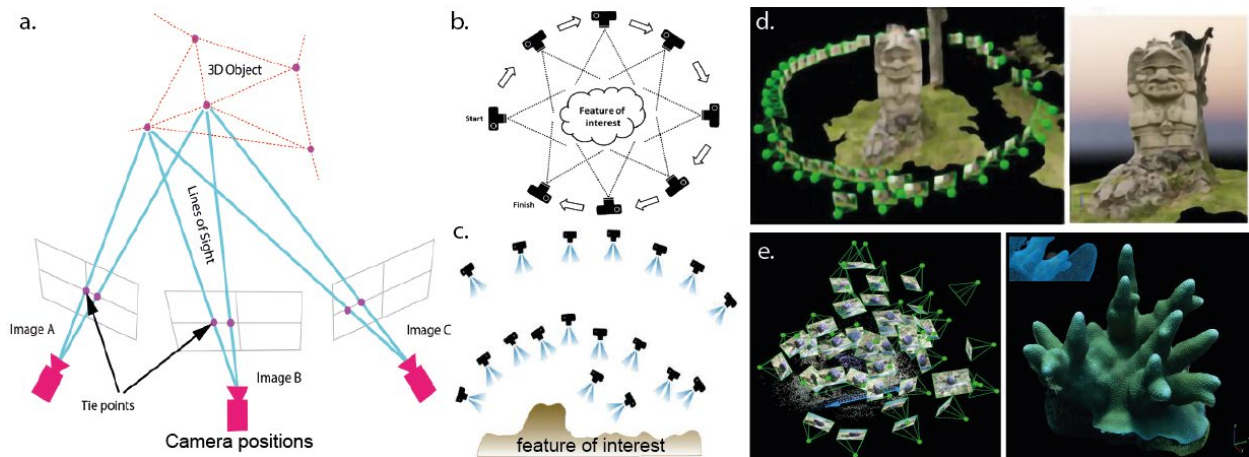 a.
3D Object
Lines of Sight
Image A
Image B
Image C
Tie points
Camera positions
b.
Start
Feature of
interest
Finish
c.
feature of interest
d.
e.